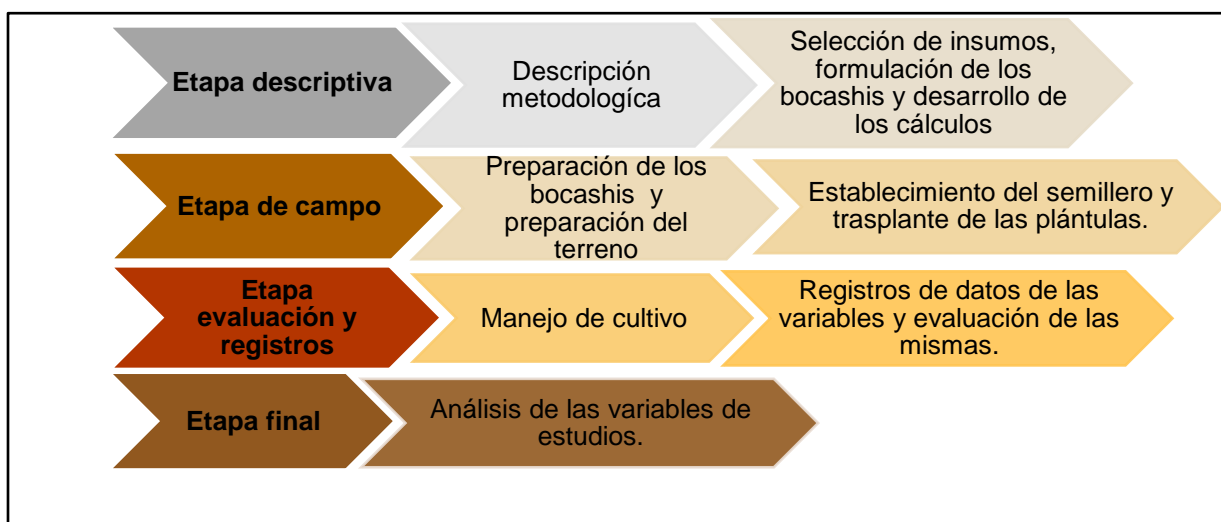 Etapa descriptiva
Descripción
metodologíca
Selección de insumos,
formulación de los
bocashis y desarrollo de
los cálculos
Etapa de campo
Preparación de los
bocashis y
preparación del
terreno
Establecimiento del semillero y
trasplante de las plántulas.
Etapa
evaluación y
registros
Manejo de cultivo
Registros de datos de las
variables y evaluación de las
mismas.
Etapa final
Análisis de las variables de
estudios.